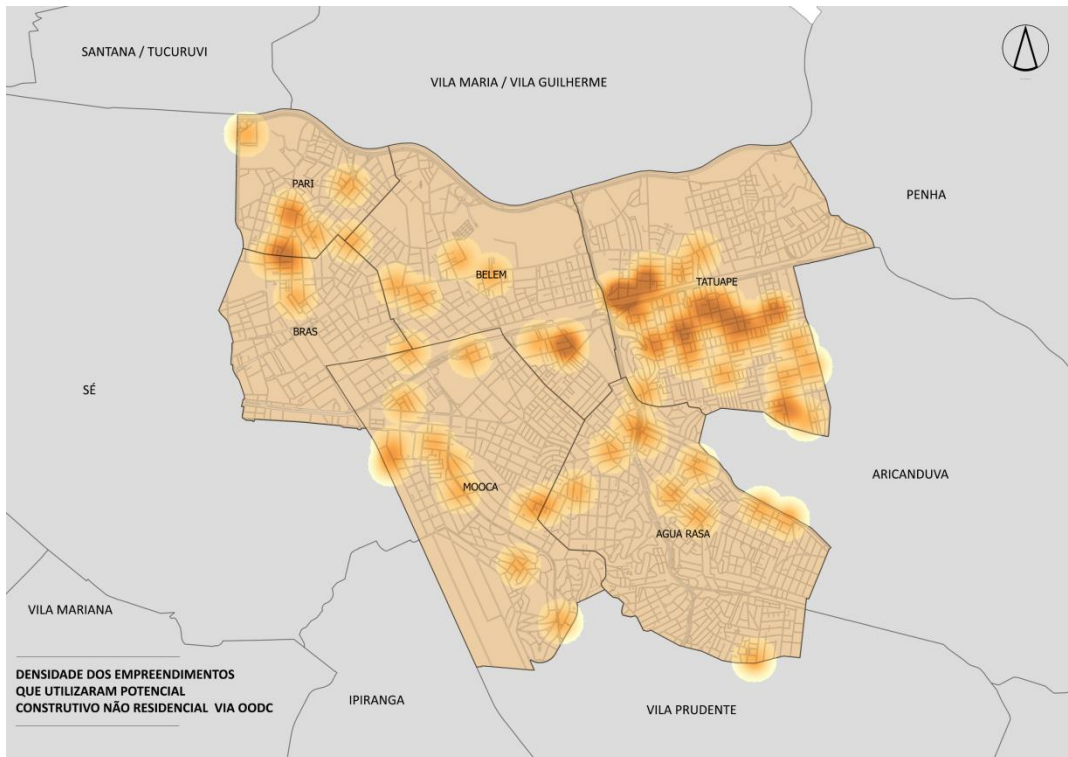 SANTANA / TUCURUVI
VILA MARIA / VILA GUILHERME
PARI
PENHA
BELEM
TATUAPE
BRAS
SÉ
ARICANDUVA
MOOCA
AGUA RASA
VILA MARIANA
DENSIDADE DOS EMPREENDIMENTOS
QUE UTILIZARAM POTENCIAL
CONSTRUTIVO NÃO RESIDENCIAL VIA OODC
IPIRANGA
VILA PRUDENTE